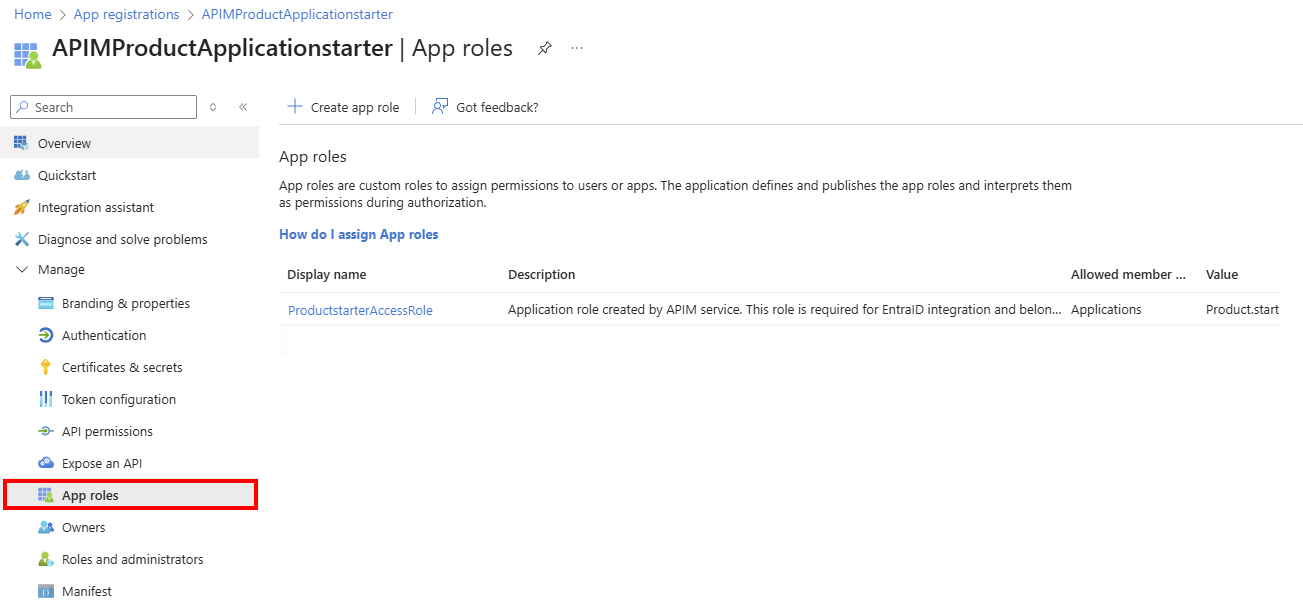 Home > App registrations > APIMProductApplicationstarter
APIMProductApplicationstarter | App roles
Search
Create app role
Got feedback?
Overview
Quickstart
Integration assistant
Diagnose and solve problems
Manage
Branding & properties
Authentication
Certificates & secrets
Token configuration
API permissions
Expose an API
App roles
Owners
Roles and administrators
Manifest
App roles
App roles are custom roles to assign permissions to users or apps. The application defines and publishes the app roles and interprets them
as permissions during authorization.
How do I assign App roles
Display name Description Allowed member ... Value
ProductstarterAccessRole Application role created by APIM service. This role is required for EntraID integration and belon... Applications Product.start